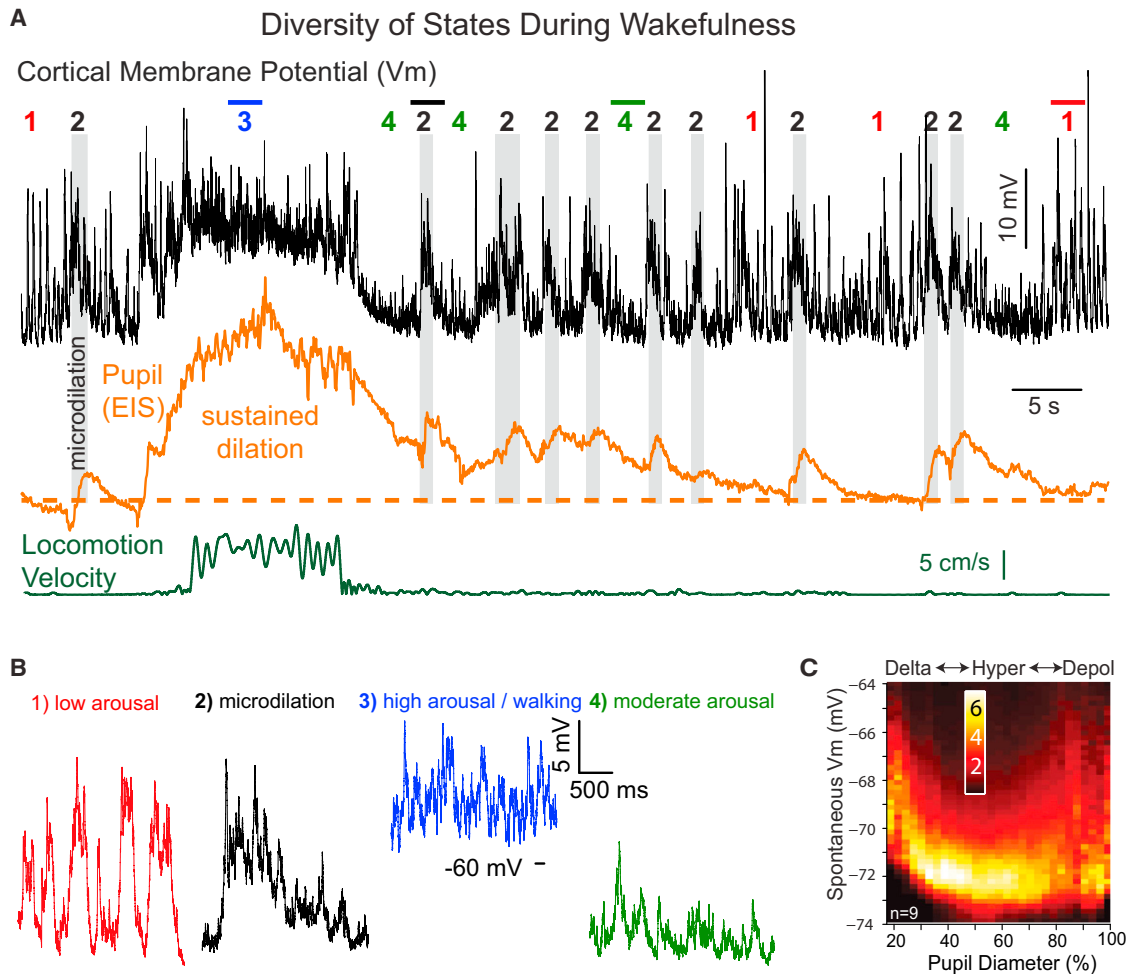 A
Diversity of States During Wakefulness
Cortical Membrane Potential (Vm)
1 2 3 4 2 4 2 2 2 4 2 2 1 2 1 2 2 4 1
10 mV
microdilation
Pupil
(EIS)
sustained
dilation
5 s
Locomotion
Velocity
5 cm/s
B
1) low arousal
2) microdilation
3) high arousal / walking
4) moderate arousal
5 mV
500 ms
-60 mV
C
Delta Hyper Depol
Spontaneous Vm (mV)
−64
−66
−68
−70
−72
−74
6
4
2
n=9
20 40 60 80 100
Pupil Diameter (%)